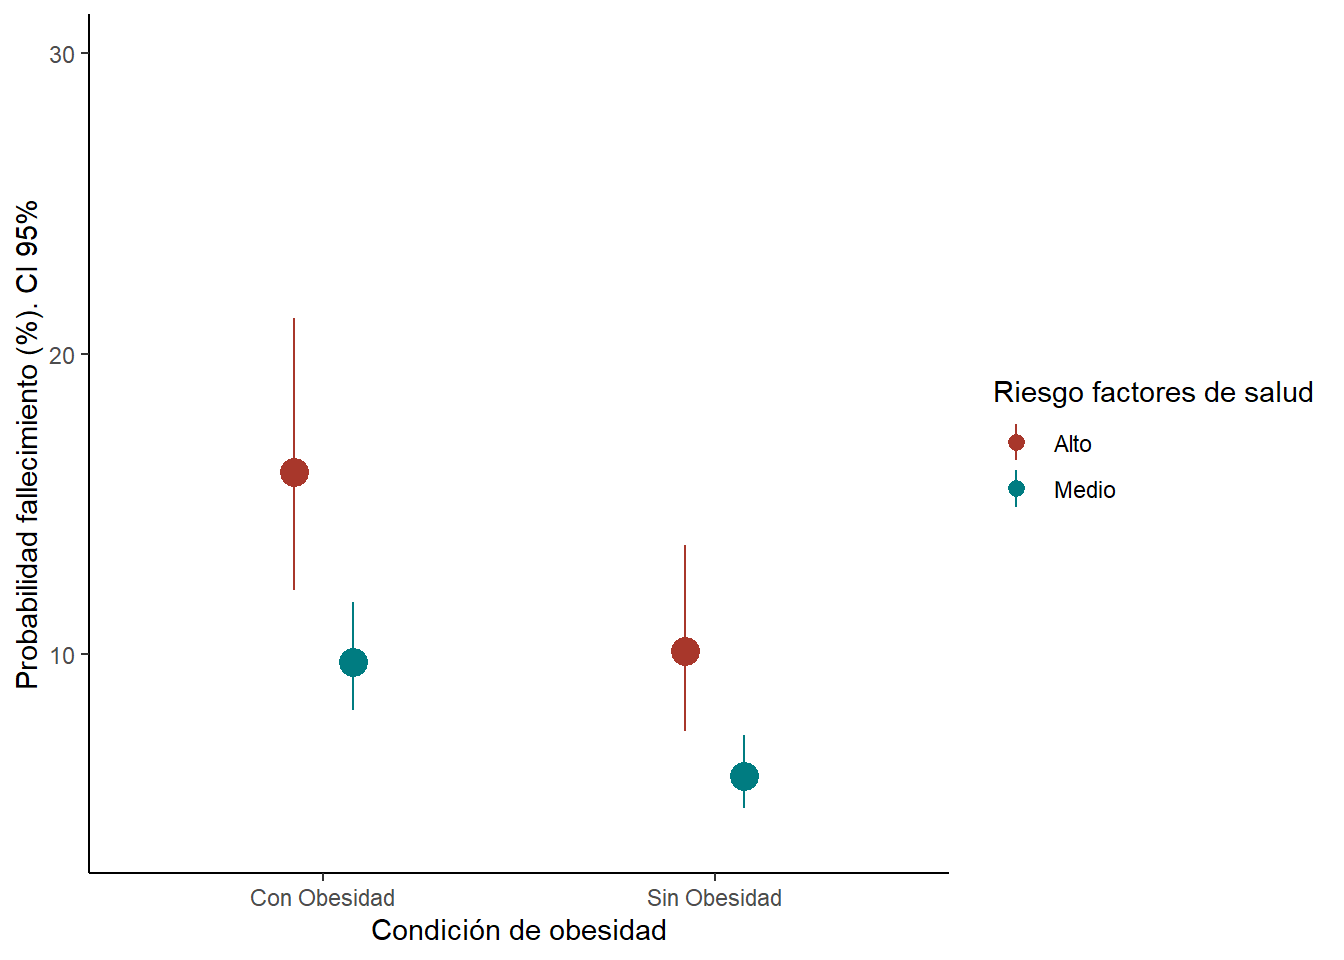 30
20
10
Probabilidad fallecimiento (%). CI 95%
Con Obesidad
Sin Obesidad
Condición de obesidad
Riesgo factores de salud
Alto
Medio